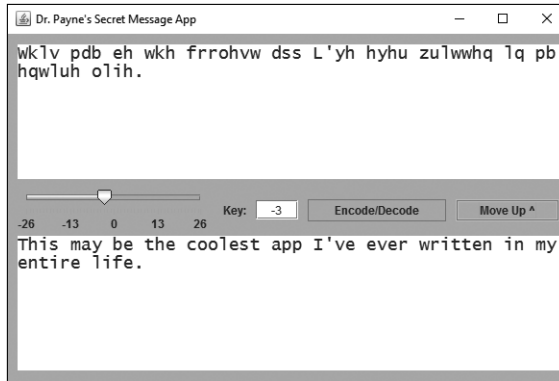 Dr. Payne's Secret Message App
Wklv pdb eh wkh frrohvw dss L'yh hyhu zulwwhq lq pb
hqwluh olih.
-26 -13 0 13 26
Key: -3 Encode/Decode Move Up ^
This may be the coolest app I've ever written in my
entire life.